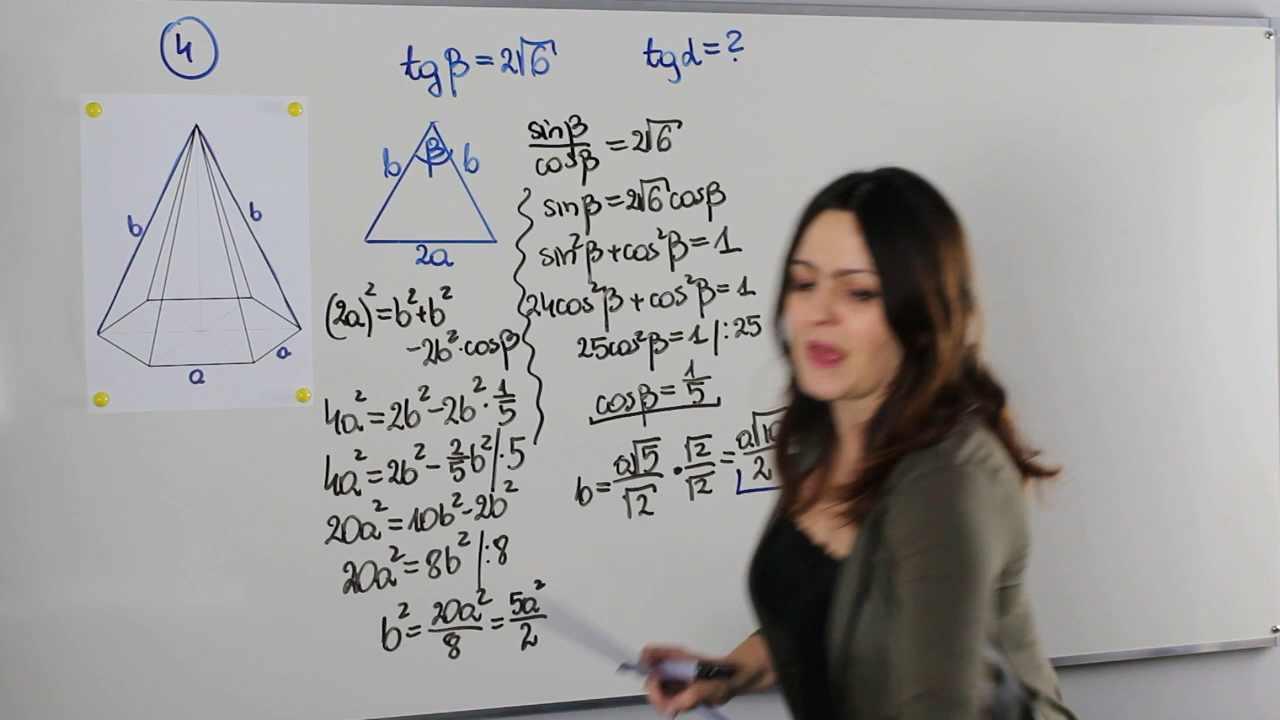 4
tgβ = 2√6
tgα = ?
b
b
a
a
b
β
b
2a
(2a)² = b² + b²
-2b²·cosβ
4a² = 2b² - 2b² · 1/5
4a² = 2b² - 2/5 b² |·5
20a² = 10b² - 2b²
20a² = 8b² |:8
b² = 20a²/8 = 5a²/2
sinβ/cosβ = 2√6
sinβ = 2√6 cosβ
sin²β + cos²β = 1
24cos²β + cos²β = 1
25cos²β = 1 |:25
cosβ = 1/5
b = a√5/√2 · √2/√2 = a√10/2